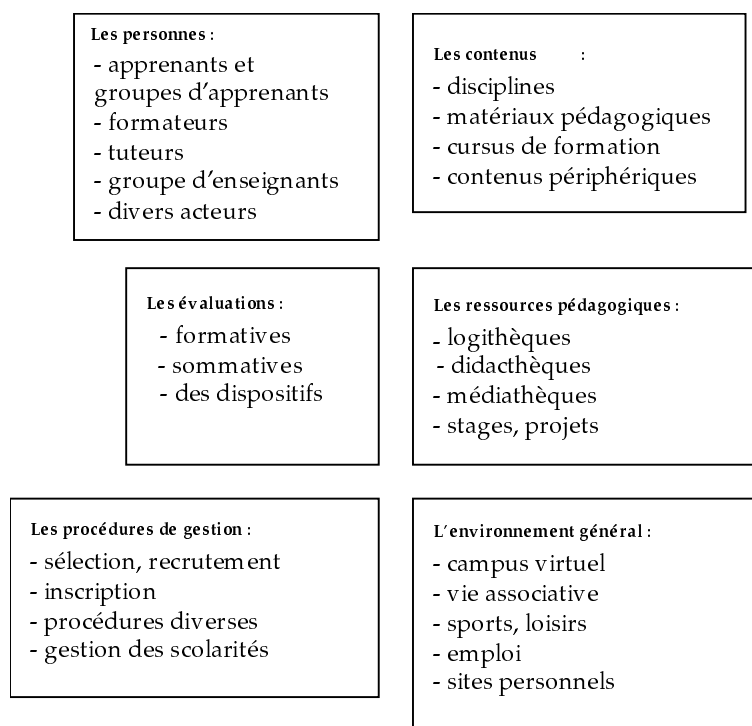 Les personnes :
- apprenants et
groupes d'apprenants
- formateurs
- tuteurs
- groupe d'enseignants
- divers acteurs
Les contenus :
- disciplines
- matériaux pédagogiques
- cursus de formation
- contenus périphériques
Les évaluations :
- formatives
- sommatives
- des dispositifs
Les ressources pédagogiques :
- logithèques
- didacthèques
- médiathèques
- stages, projets
Les procédures de gestion :
- sélection, recrutement
- inscription
- procédures diverses
- gestion des scolarités
L'environnement général :
- campus virtuel
- vie associative
- sports, loisirs
- emploi
- sites personnels